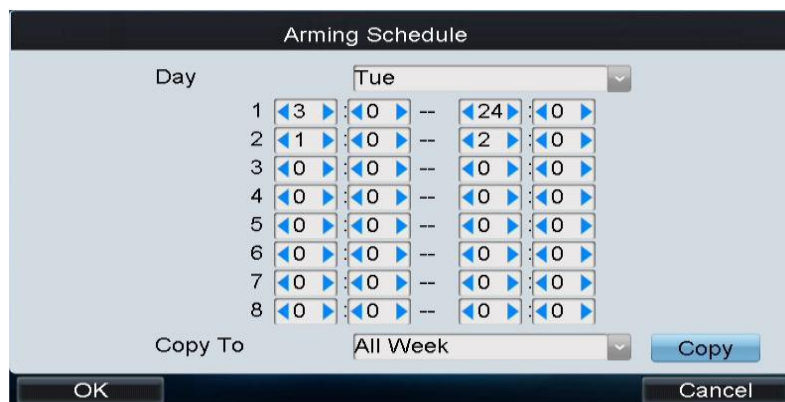 Arming Schedule
Day Tue
1 3 : 0 -- 24 : 0
2 1 : 0 -- 2 : 0
3 0 : 0 -- 0 : 0
4 0 : 0 -- 0 : 0
5 0 : 0 -- 0 : 0
6 0 : 0 -- 0 : 0
7 0 : 0 -- 0 : 0
8 0 : 0 -- 0 : 0
Copy To All Week Copy
OK Cancel